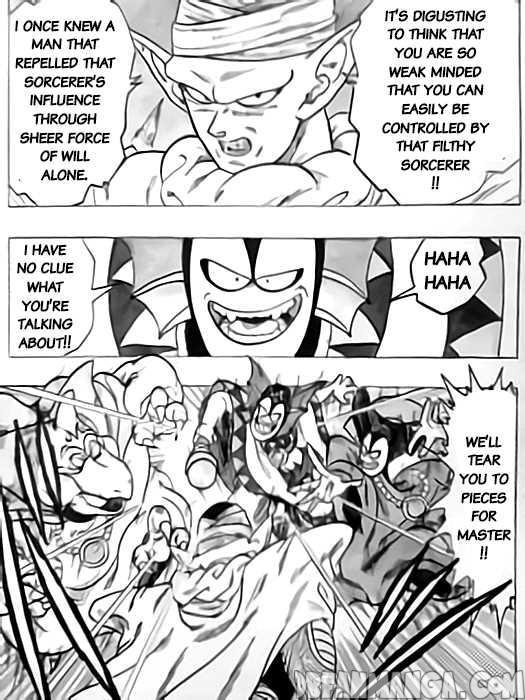 IT'S DIGUSTING
TO THINK THAT
YOU ARE SO
WEAK MINDED
THAT YOU CAN
EASILY BE
CONTROLLED BY
THAT FILTHY
SORCERER
!!
I ONCE KNEW A
MAN THAT
REPELLED THAT
SORCERER'S
INFLUENCE
THROUGH
SHEER FORCE
OF WILL
ALONE.
HAHA
HAHA
I HAVE
NO CLUE
WHAT
YOU'RE
TALKING
ABOUT!!
WE'LL
TEAR YOU
TO
PIECES
FOR
MASTER
!!
DREAMMANGA.COM